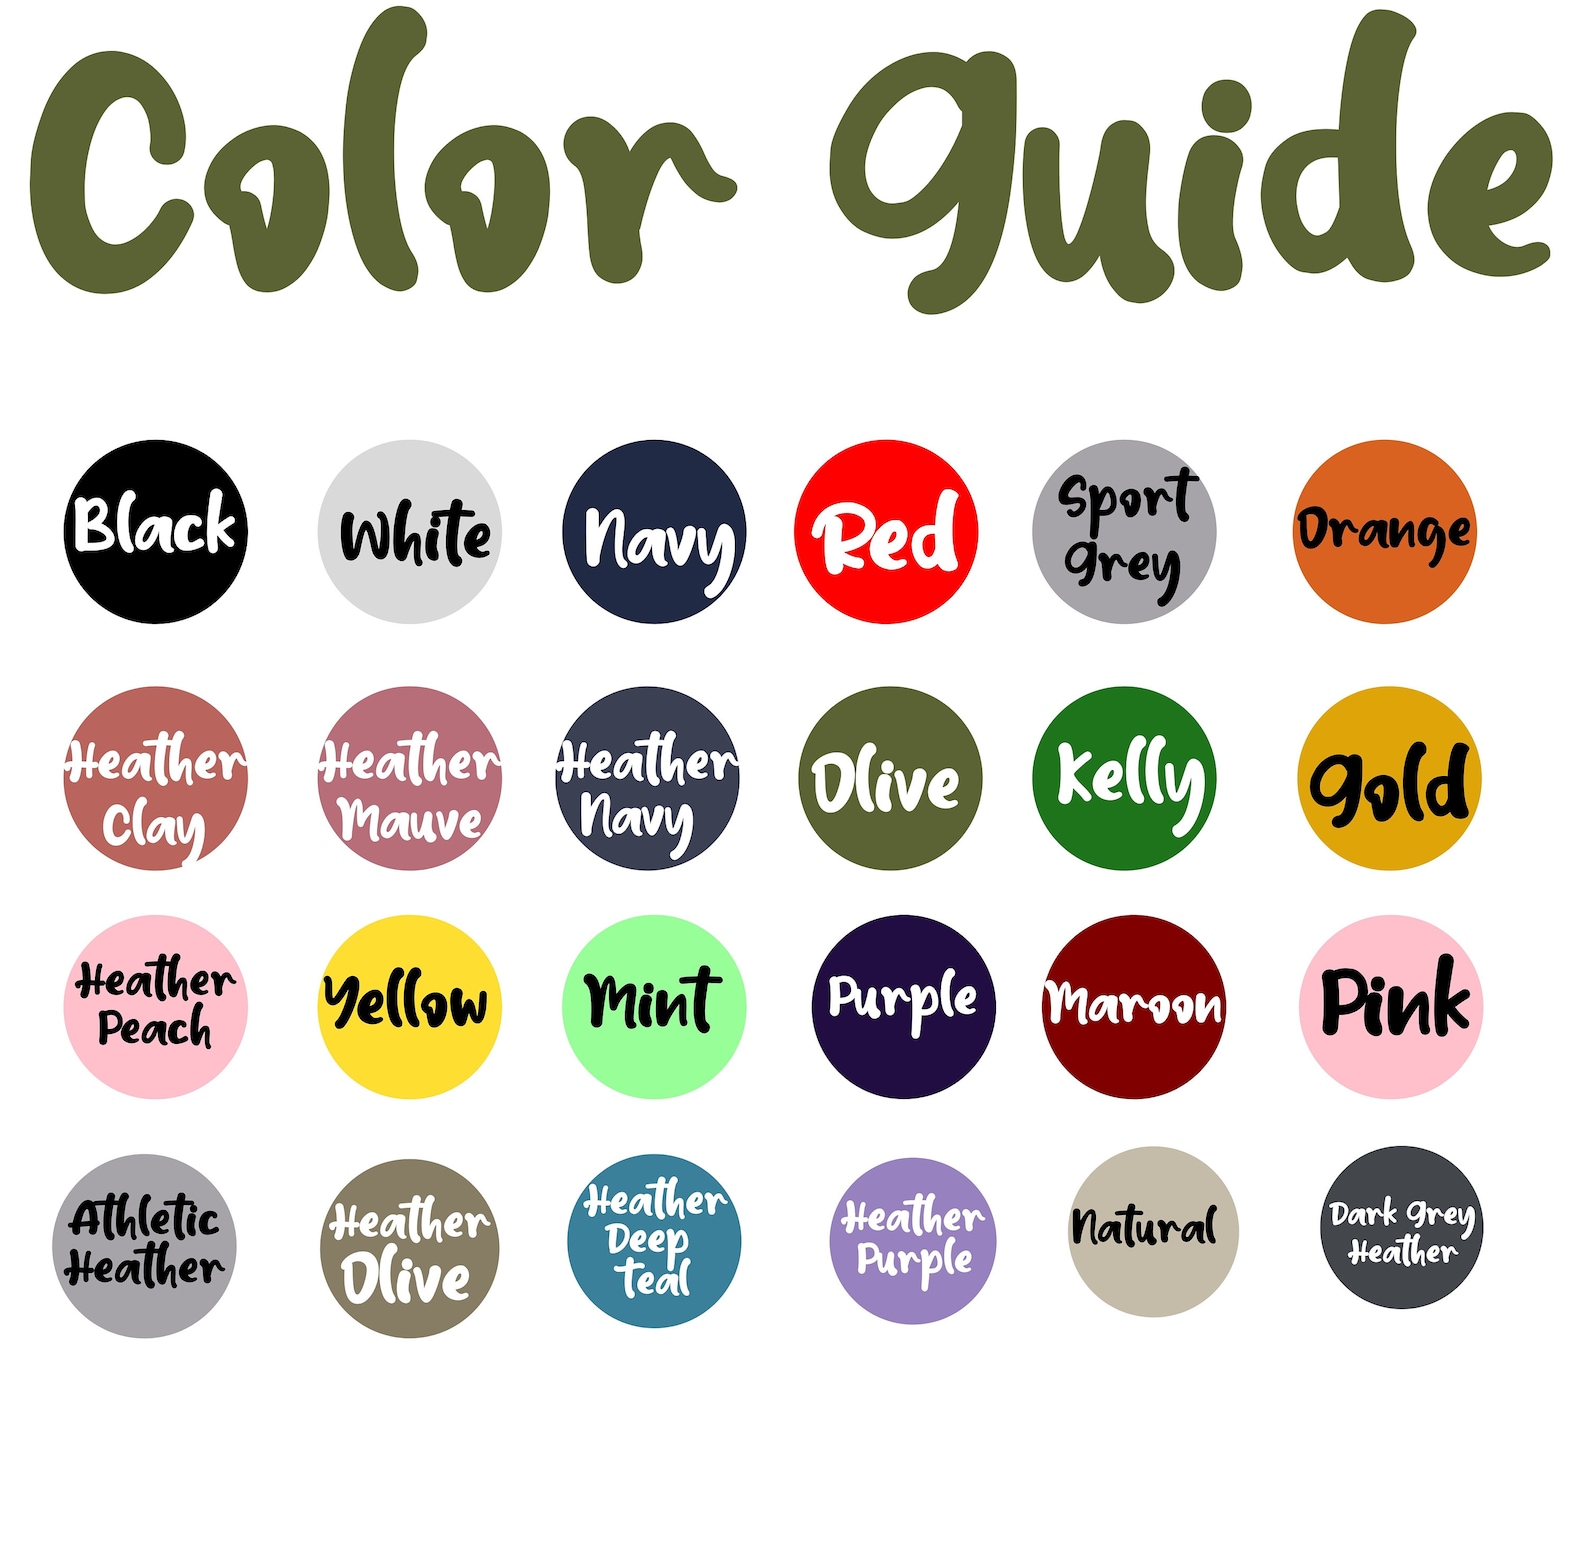 Color Guide
Black
White
Navy
Red
Sport
Grey
Orange
Heather
Clay
Heather
Mauve
Heather
Navy
Olive
Kelly
Gold
Heather
Peach
Yellow
Mint
Purple
Maroon
Pink
Athletic
Heather
Heather
Olive
Heather
Deep
Teal
Heather
Purple
Natural
Dark Grey
Heather